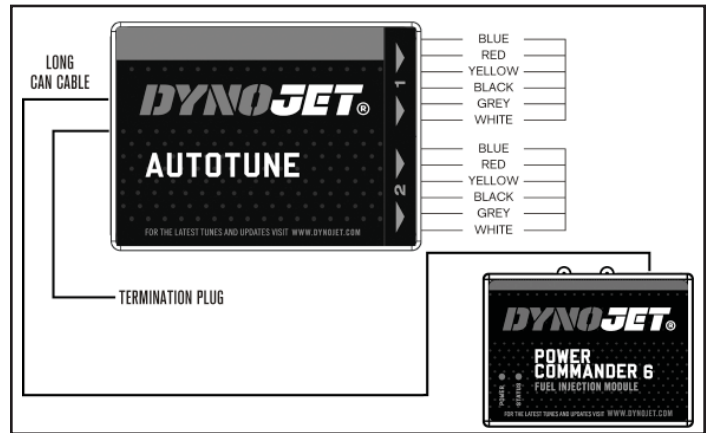 LONG
CAN CABLE
DYNOJET®
AUTOTUNE
FOR THE LATEST TUNES AND UPDATES VISIT WWW.DYNOJET.COM
1
2
BLUE
RED
YELLOW
BLACK
GREY
WHITE
BLUE
RED
YELLOW
BLACK
GREY
WHITE
TERMINATION PLUG
DYNOJET®
POWER
COMMANDER 6
FUEL INJECTION MODULE
POWER
STATUS
FOR THE LATEST TUNES AND UPDATES VISIT WWW.DYNOJET.COM